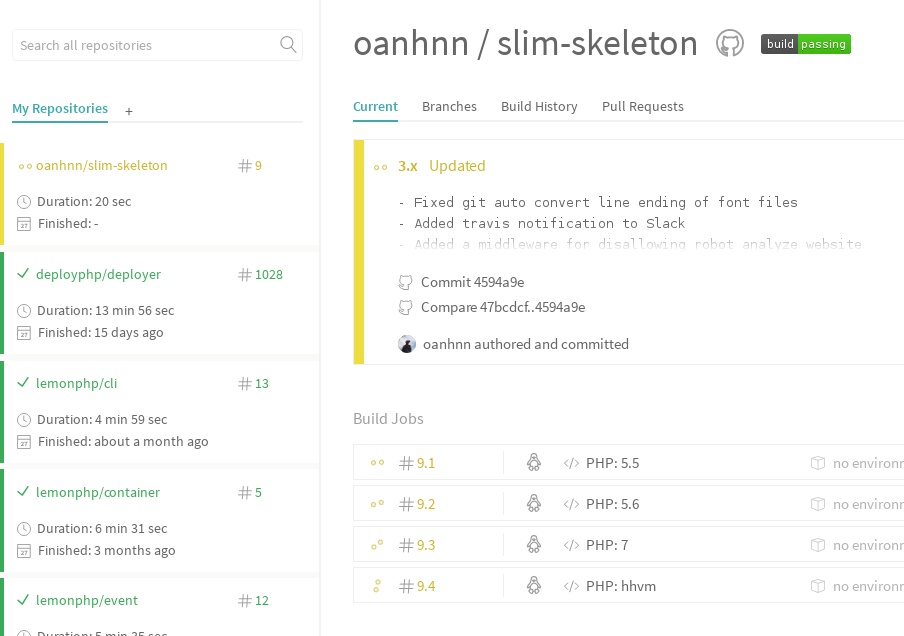 Search all repositories
My Repositories +
oanhnn/slim-skeleton # 9
Duration: 20 sec
Finished: -
deployphp/deployer # 1028
Duration: 13 min 56 sec
Finished: 15 days ago
lemonphp/cli # 13
Duration: 4 min 59 sec
Finished: about a month ago
lemonphp/container # 5
Duration: 6 min 31 sec
Finished: 3 months ago
lemonphp/event # 12
Duration: 5 min 35 sec
oanhnn / slim-skeleton build passing
Current Branches Build History Pull Requests
3.x Updated
- Fixed git auto convert line ending of font files
- Added travis notification to Slack
- Added a middleware for disallowing robot analyze website
Commit 4594a9e
Compare 47bcdcf..4594a9e
oanhnn authored and committed
Build Jobs
# 9.1 </> PHP: 5.5 no environ
# 9.2 </> PHP: 5.6 no environ
# 9.3 </> PHP: 7 no environ
# 9.4 </> PHP: hhvm no environ